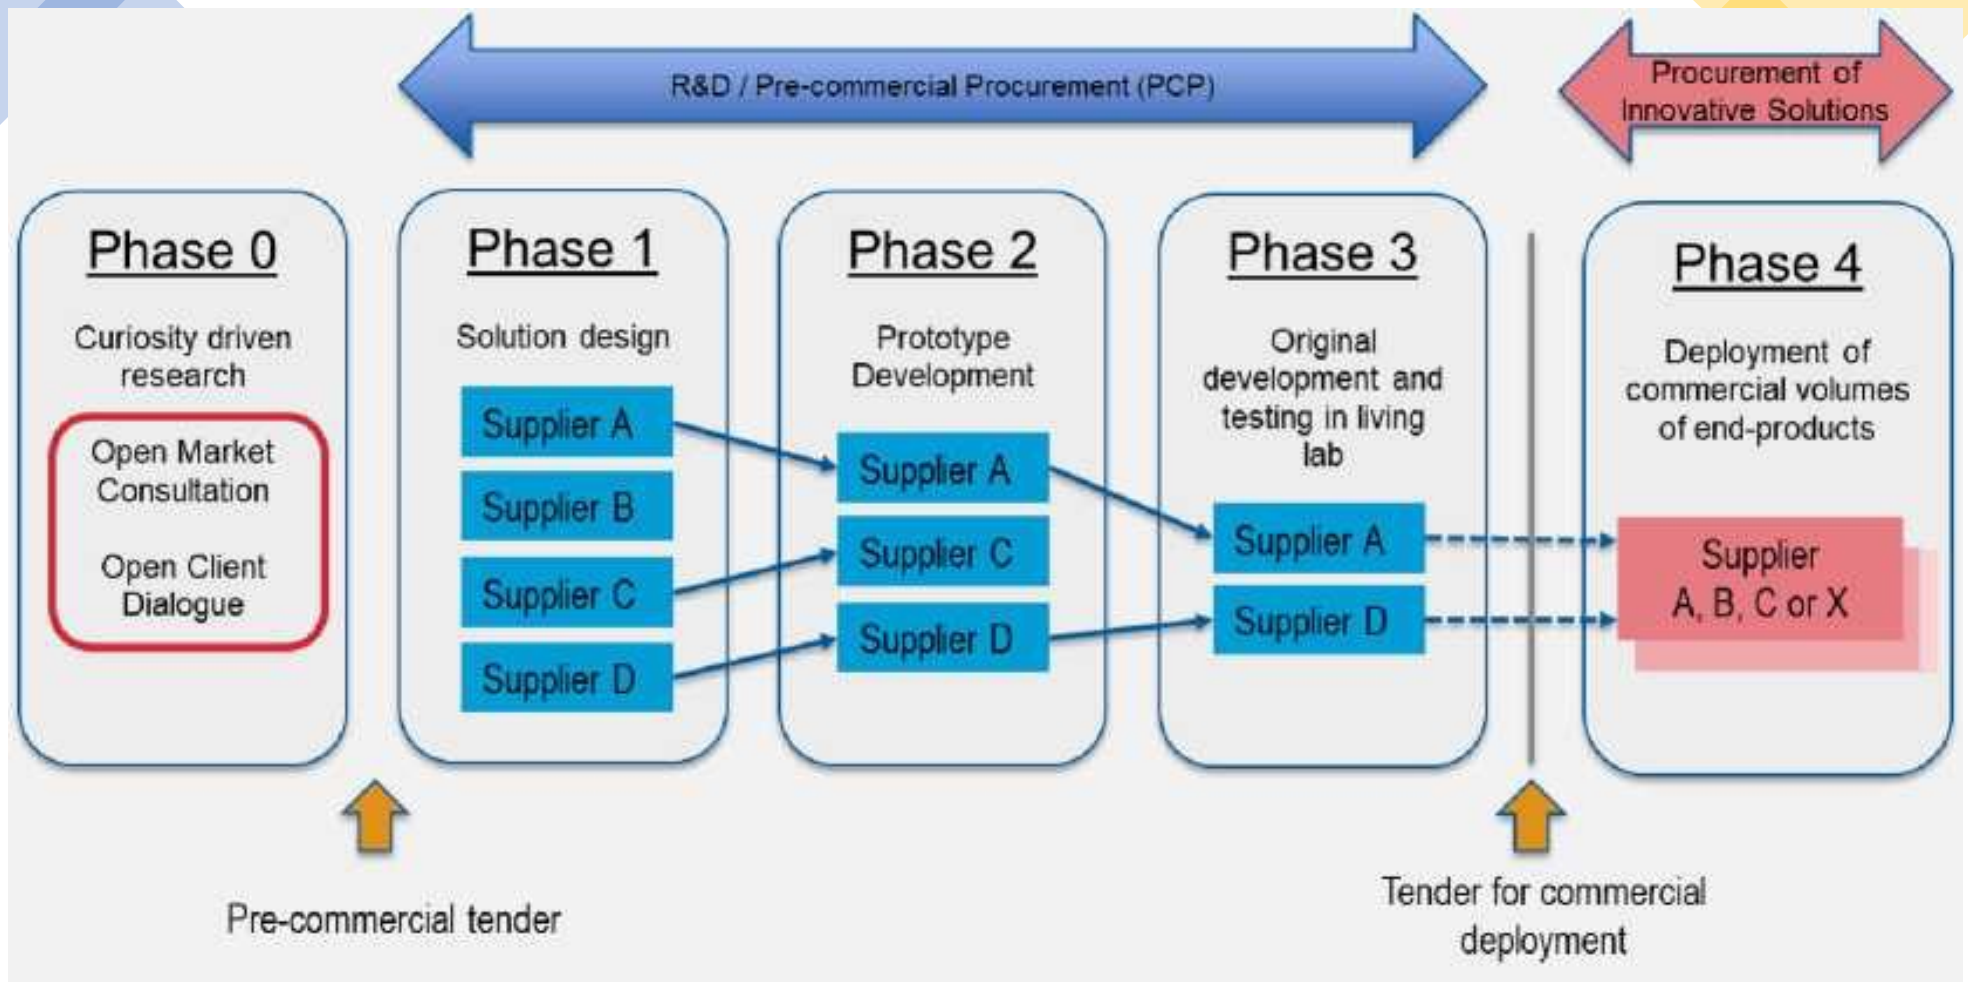 R&D / Pre-commercial Procurement (PCP)
Procurement of
Innovative Solutions
Phase 0
Curiosity driven
research
Open Market
Consultation
Open Client
Dialogue
Phase 1
Solution design
Supplier A
Supplier B
Supplier C
Supplier D
Phase 2
Prototype
Development
Supplier A
Supplier C
Supplier D
Phase 3
Original
development and
testing in living
lab
Supplier A
Supplier D
Phase 4
Deployment of
commercial volumes
of end-products
Supplier
A, B, C or X
Pre-commercial tender
Tender for commercial
deployment